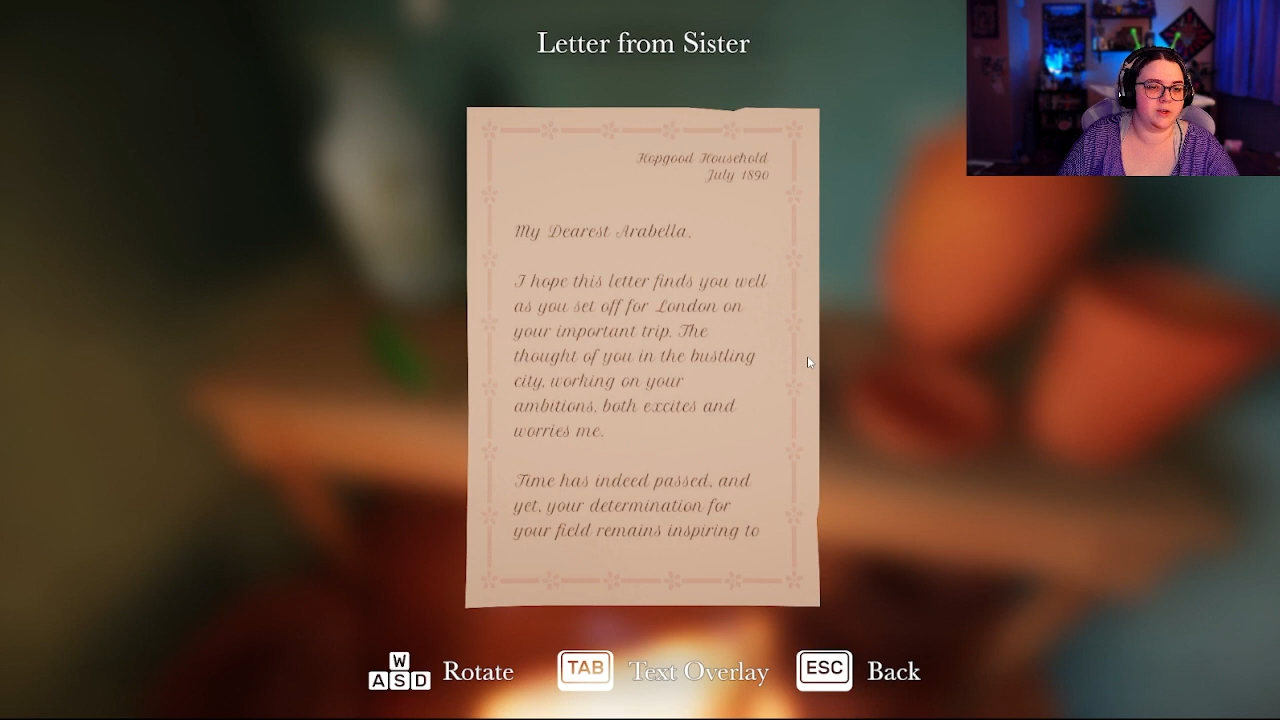 Letter from Sister
Hopgood Household
July 1890
My Dearest Arabella,
I hope this letter finds you well
as you set off for London on
your important trip. The
thought of you in the bustling
city, working on your
ambitions, both excites and
worries me.
Time has indeed passed, and
yet, your determination for
your field remains inspiring to
W
A S D Rotate TAB Text Overlay ESC Back